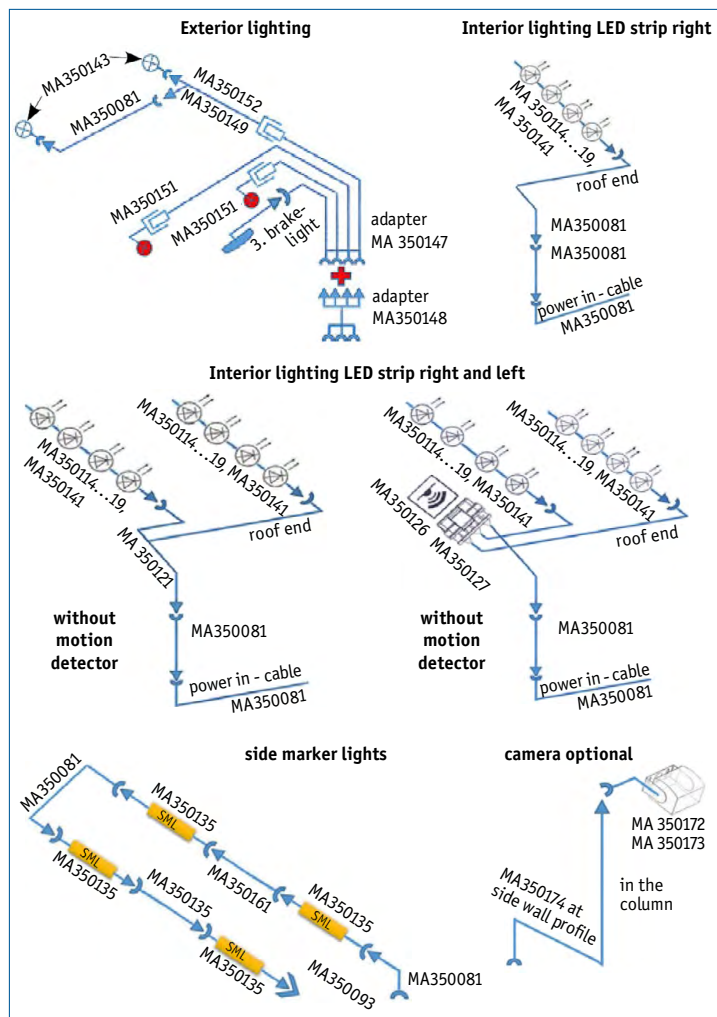 Exterior lighting
MA350143
MA350081
MA350152
MA350149
MA350151
MA350151
3. brake-
light
adapter
MA 350147
adapter
MA350148
Interior lighting LED strip right
MA 350114...19,
MA 350141
roof end
MA350081
MA350081
power in - cable
MA350081
Interior lighting LED strip right and left
MA350114...19,
MA350141
MA350114...19, MA350141
roof end
MA 350121
without
motion
detector
MA350081
power in - cable
MA350081
MA350114...19, MA350141
MA350114...19, MA350141
MA350126
MA350127
roof end
without
motion
detector
MA350081
power in - cable
MA350081
side marker lights
MA350081
MA350135
SML
SML
MA350135
MA350135
MA350161
MA350135
SML
SML
MA350135
MA350093
MA350081
camera optional
MA 350172
MA 350173
MA350174 at
side wall profile
in the
column